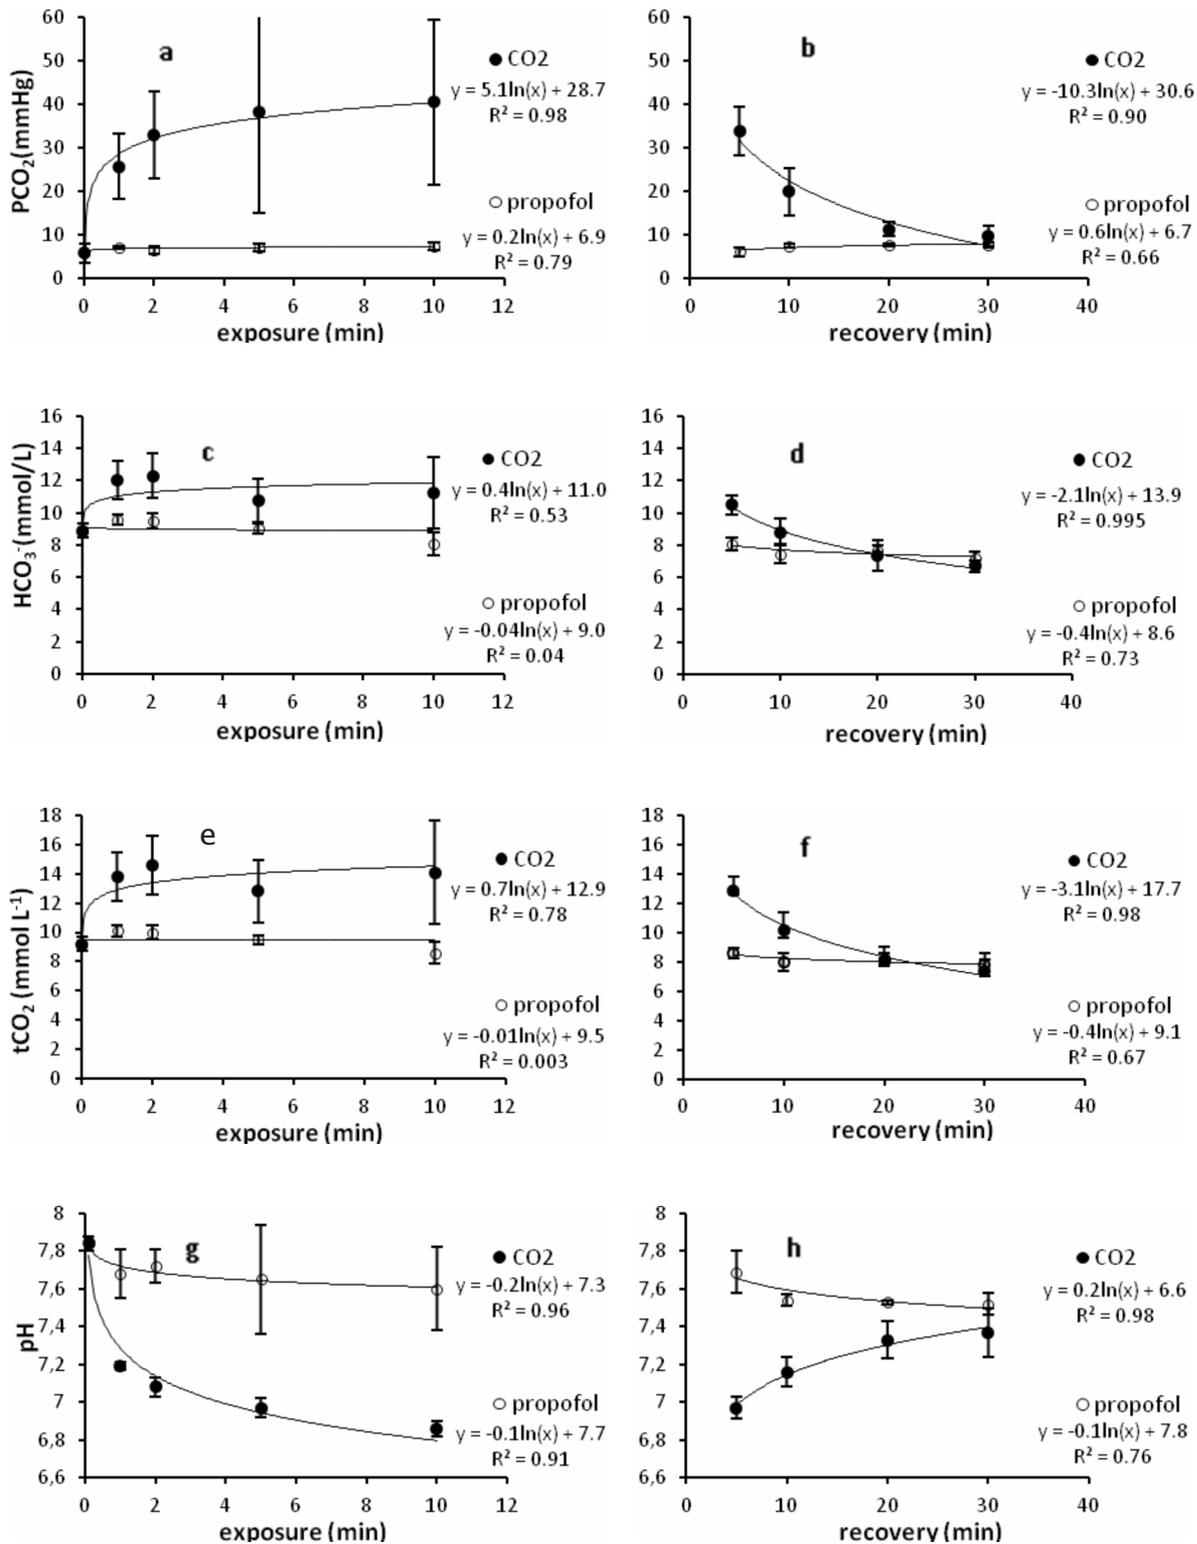 PCO2(mmHg)
60
50
40
30
20
10
0
a
CO2
y = 5.1ln(x) + 28.7
R² = 0.98
propofol
y = 0.2ln(x) + 6.9
R² = 0.79
0 2 4 6 8 10 12
exposure (min)
60
50
40
30
20
10
0
b
CO2
y = -10.3ln(x) + 30.6
R² = 0.90
propofol
y = 0.6ln(x) + 6.7
R² = 0.66
0 10 20 30 40
recovery (min)
HCO3-(mmol/L)
16
14
12
10
8
6
4
2
0
c
CO2
y = 0.4ln(x) + 11.0
R² = 0.53
propofol
y = -0.04ln(x) + 9.0
R² = 0.04
0 2 4 6 8 10 12
exposure (min)
16
14
12
10
8
6
4
2
0
d
CO2
y = -2.1ln(x) + 13.9
R² = 0.995
propofol
y = -0.4ln(x) + 8.6
R² = 0.73
0 10 20 30 40
recovery (min)
tCO2 (mmol L-1)
18
16
14
12
10
8
6
4
2
0
e
CO2
y = 0.7ln(x) + 12.9
R² = 0.78
propofol
y = -0.01ln(x) + 9.5
R² = 0.003
0 2 4 6 8 10 12
exposure (min)
18
16
14
12
10
8
6
4
2
0
f
CO2
y = -3.1ln(x) + 17.7
R² = 0.98
propofol
y = -0.4ln(x) + 9.1
R² = 0.67
0 10 20 30 40
recovery (min)
pH
8
7,8
7,6
7,4
7,2
7
6,8
6,6
g
CO2
y = -0.2ln(x) + 7.3
R² = 0.96
propofol
y = -0.1ln(x) + 7.7
R² = 0.91
0 2 4 6 8 10 12
exposure (min)
8
7,8
7,6
7,4
7,2
7
6,8
6,6
h
CO2
y = 0.2ln(x) + 6.6
R² = 0.98
propofol
y = -0.1ln(x) + 7.8
R² = 0.76
0 10 20 30 40
recovery (min)